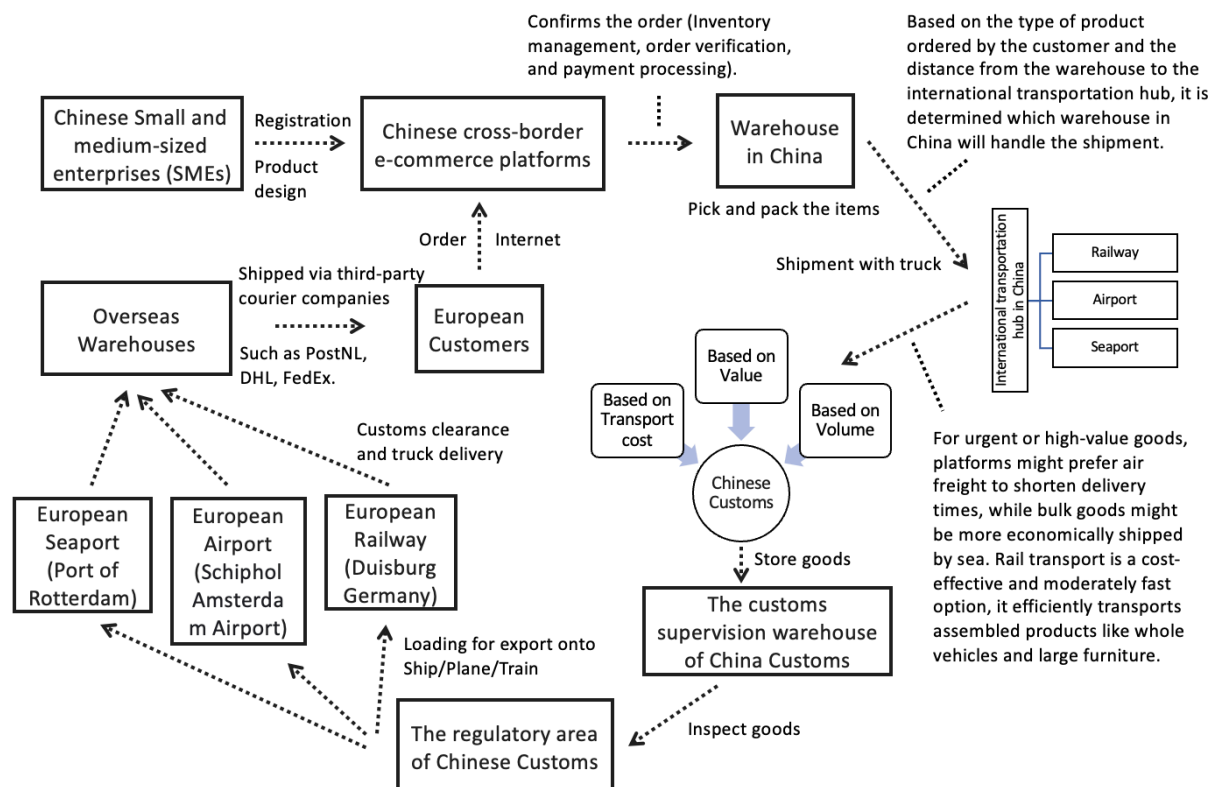 Confirms the order (Inventory
management, order verification,
and payment processing).
Based on the type of product
ordered by the customer and the
distance from the warehouse to the
international transportation hub, it is
determined which warehouse in
China will handle the shipment.
Chinese Small and
medium-sized
enterprises (SMEs)
Registration
Product
design
Chinese cross-border
e-commerce platforms
Warehouse
in China
Pick and pack the items
Order
Internet
Shipment with truck
International transportation
hub in China
Railway
Airport
Seaport
Overseas
Warehouses
Shipped via third-party
courier companies
Such as PostNL,
DHL, FedEx.
European
Customers
Based on
Value
Based on
Transport
cost
Based on
Volume
Chinese
Customs
Customs clearance
and truck delivery
For urgent or high-value goods,
platforms might prefer air
freight to shorten delivery
times, while bulk goods might
be more economically shipped
by sea. Rail transport is a cost-
effective and moderately fast
option, it efficiently transports
assembled products like whole
vehicles and large furniture.
European
Seaport
(Port of
Rotterdam)
European
Airport
(Schiphol
Amsterda
m Airport)
European
Railway
(Duisburg
Germany)
Store goods
The customs
supervision warehouse
of China Customs
Loading for export onto
Ship/Plane/Train
Inspect goods
The regulatory area
of Chinese Customs